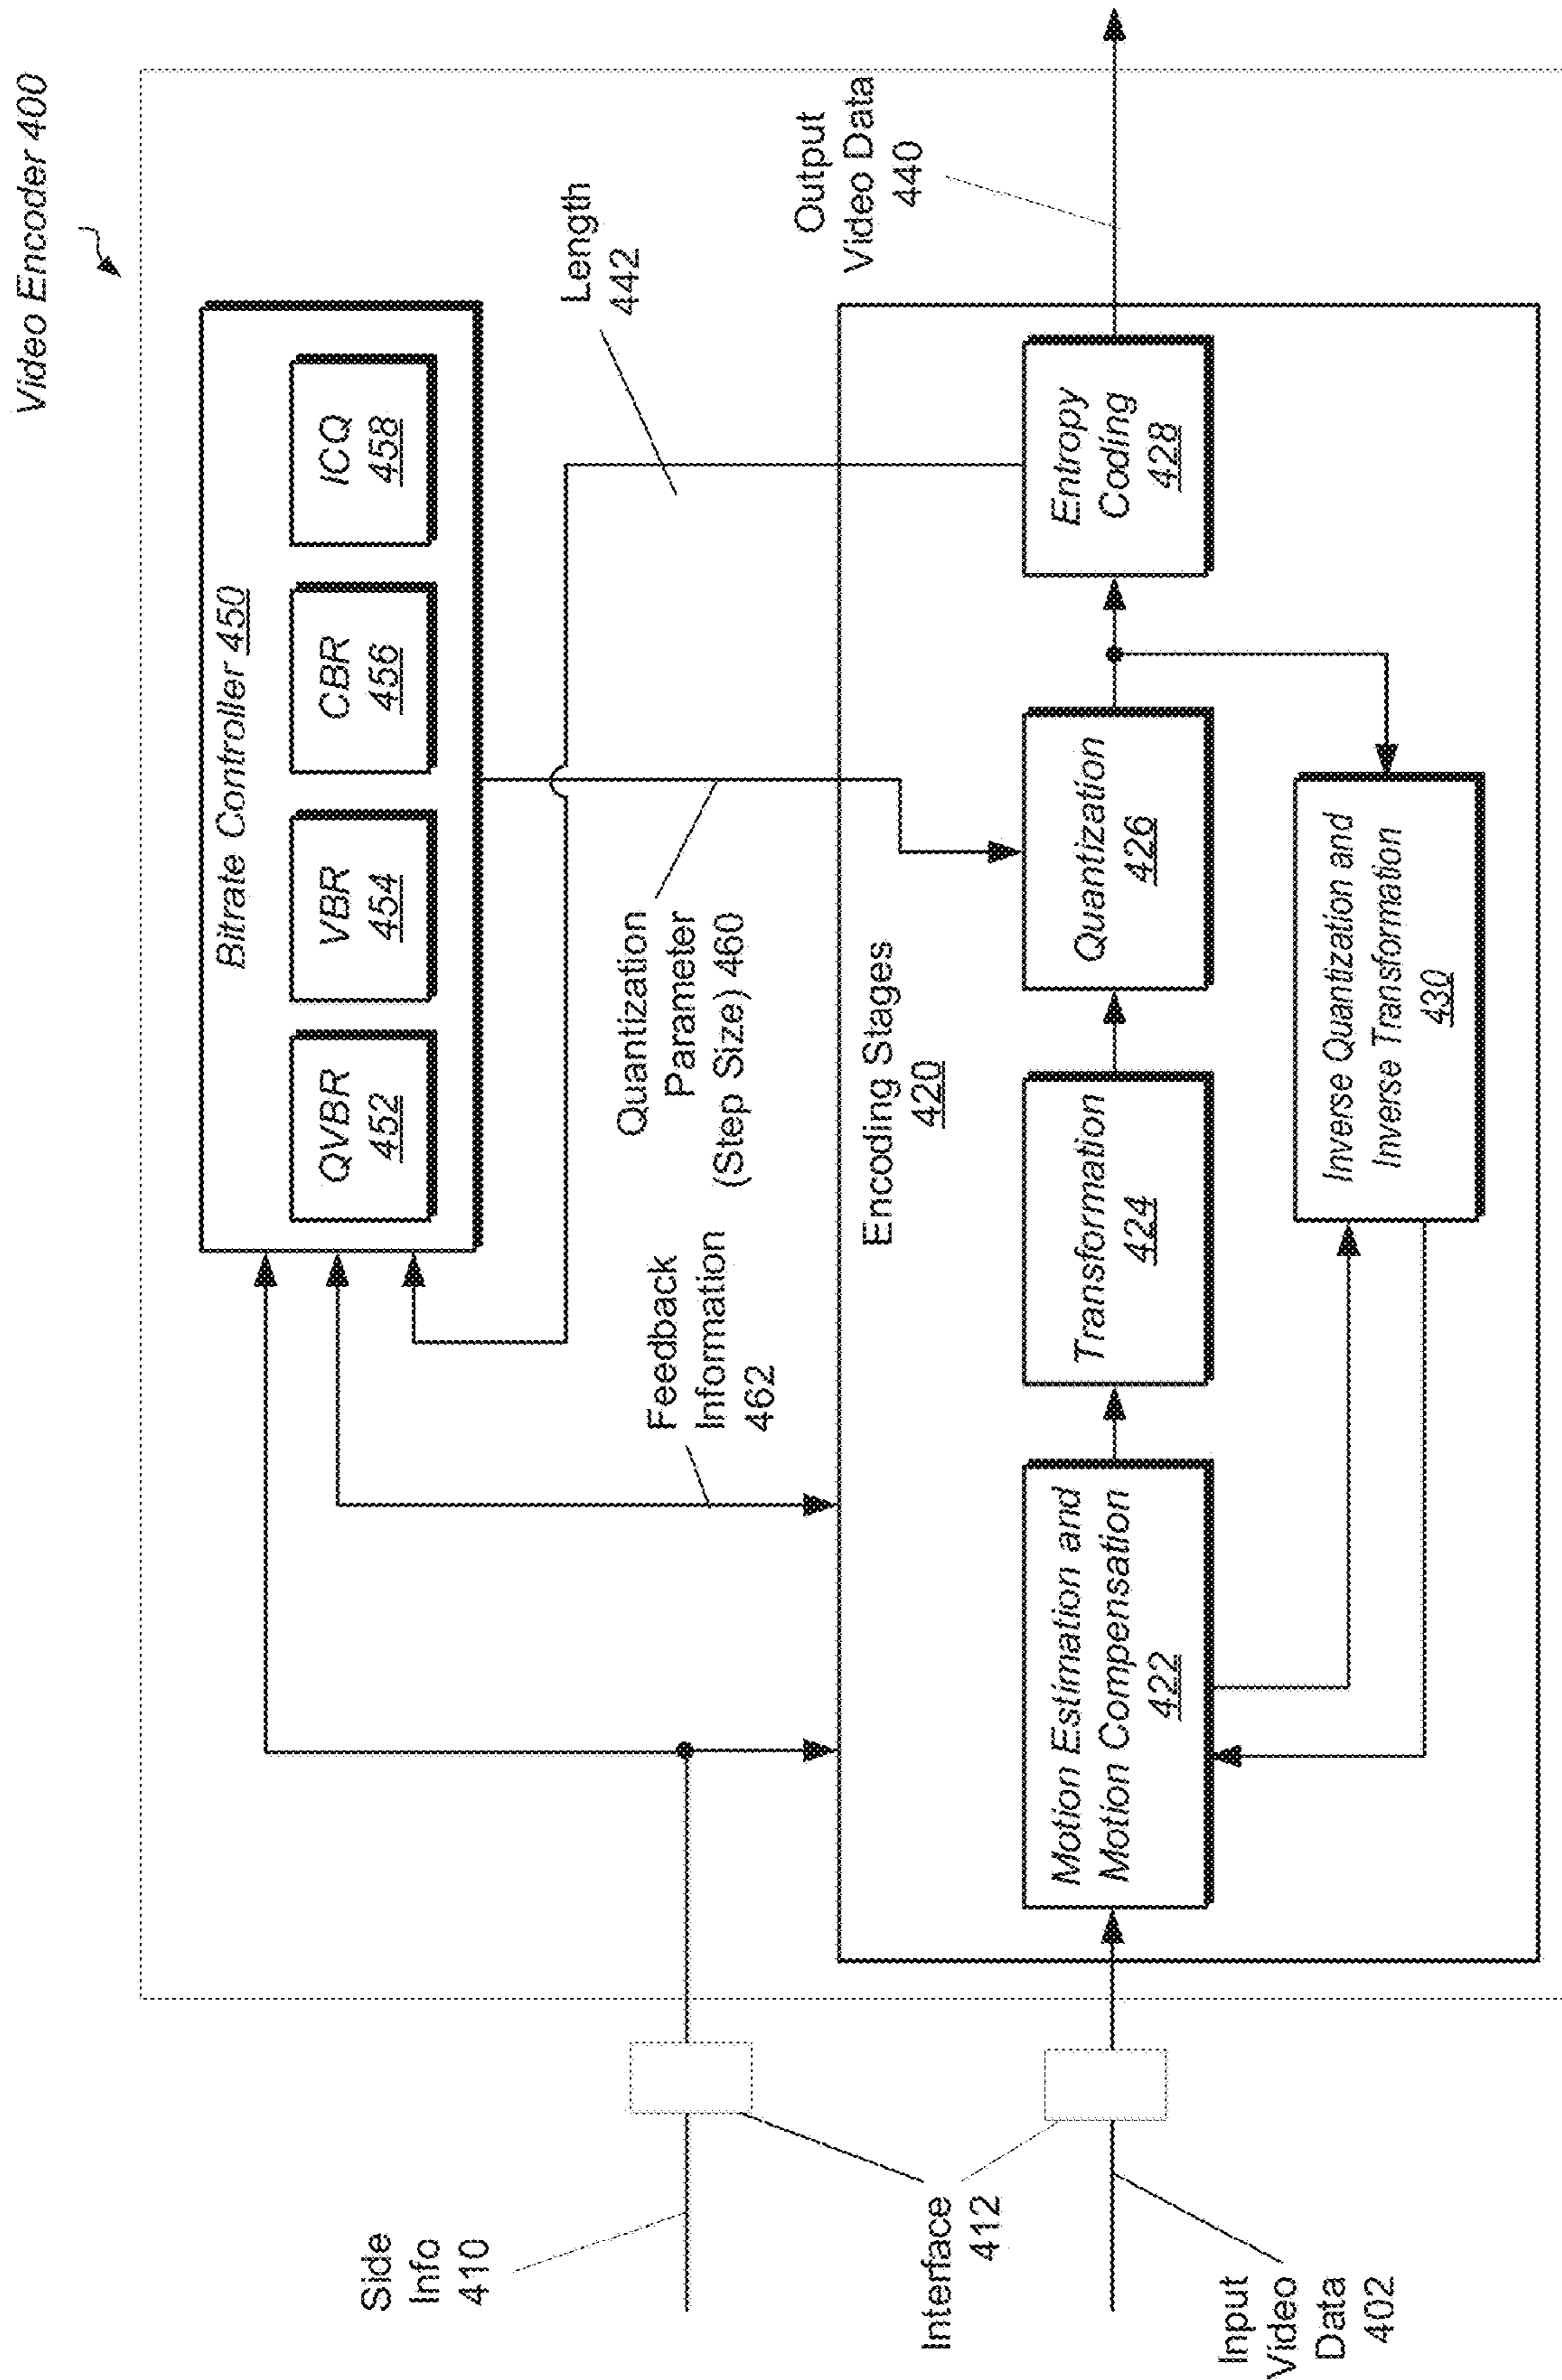 Video Encoder 400
Bitrate Controller 450
QVBR
452
VBR
454
CBR
456
ICQ
458
Length
442
Quantization
Parameter
(Step Size) 460
Feedback
Information
462
Side
Info
410
Output
Video Data
440
Encoding Stages
420
Interface
412
Motion Estimation and
Motion Compensation
422
Transformation
424
Quantization
426
Entropy
Coding
428
Input
Video
Data
402
Inverse Quantization and
Inverse Transformation
430